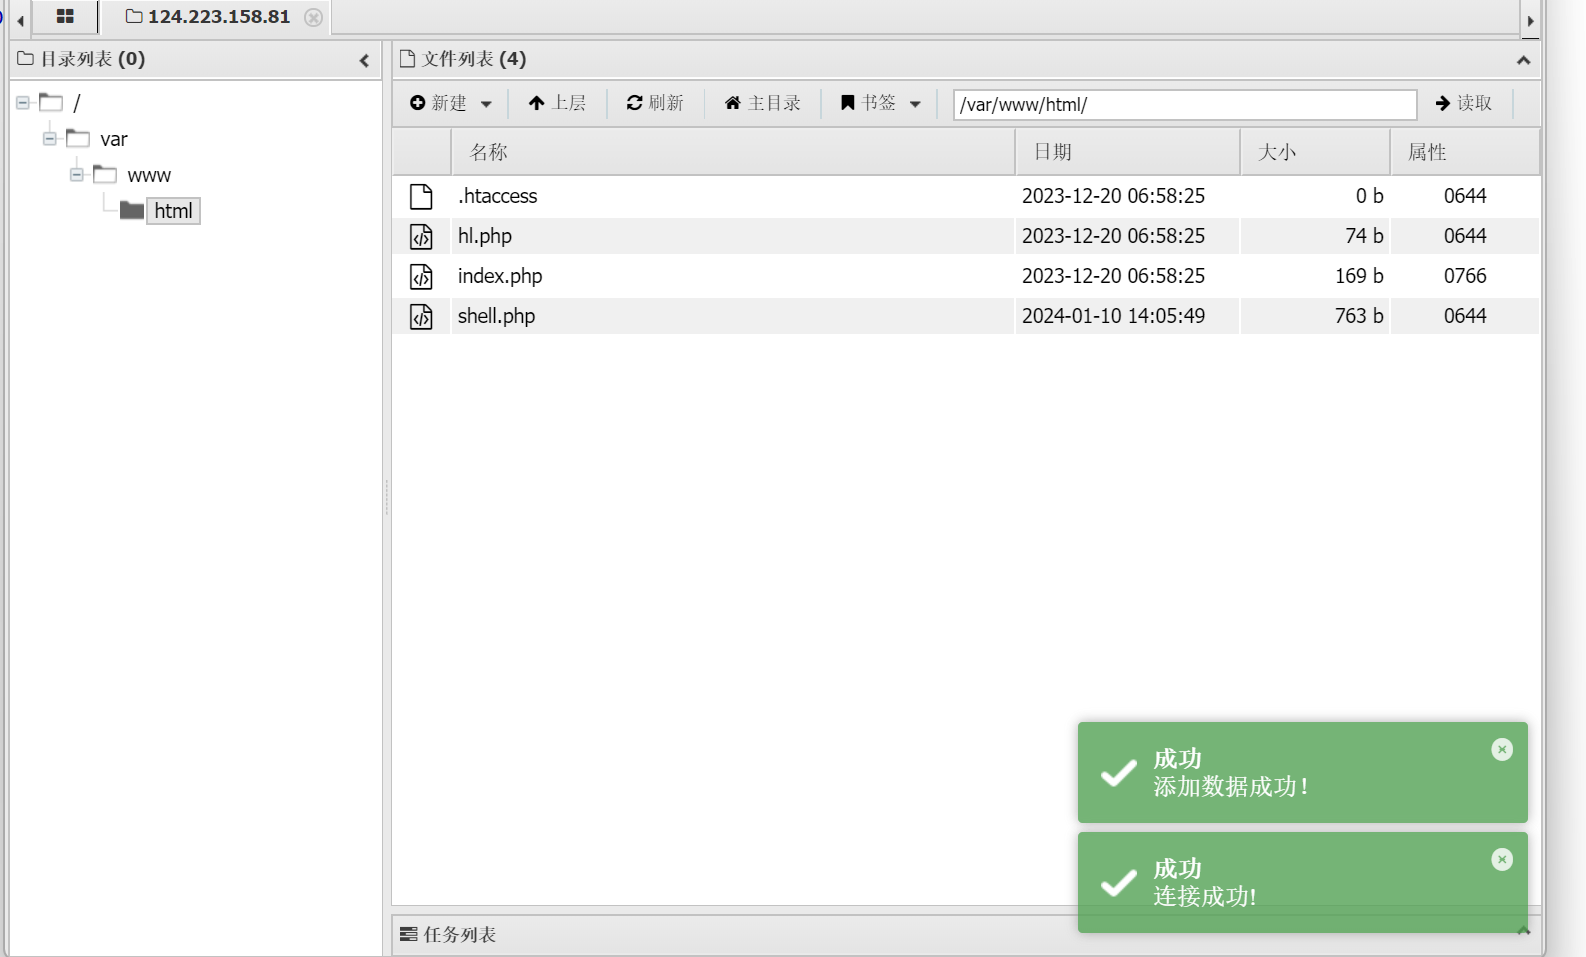 124.223.158.81
目录列表 (0)
文件列表 (4)
/
var
www
html
新建 上层 刷新 主目录 书签 /var/www/html/ 读取
名称 日期 大小 属性
.htaccess 2023-12-20 06:58:25 0 b 0644
hl.php 2023-12-20 06:58:25 74 b 0644
index.php 2023-12-20 06:58:25 169 b 0766
shell.php 2024-01-10 14:05:49 763 b 0644
成功
添加数据成功！
成功
连接成功!
任务列表